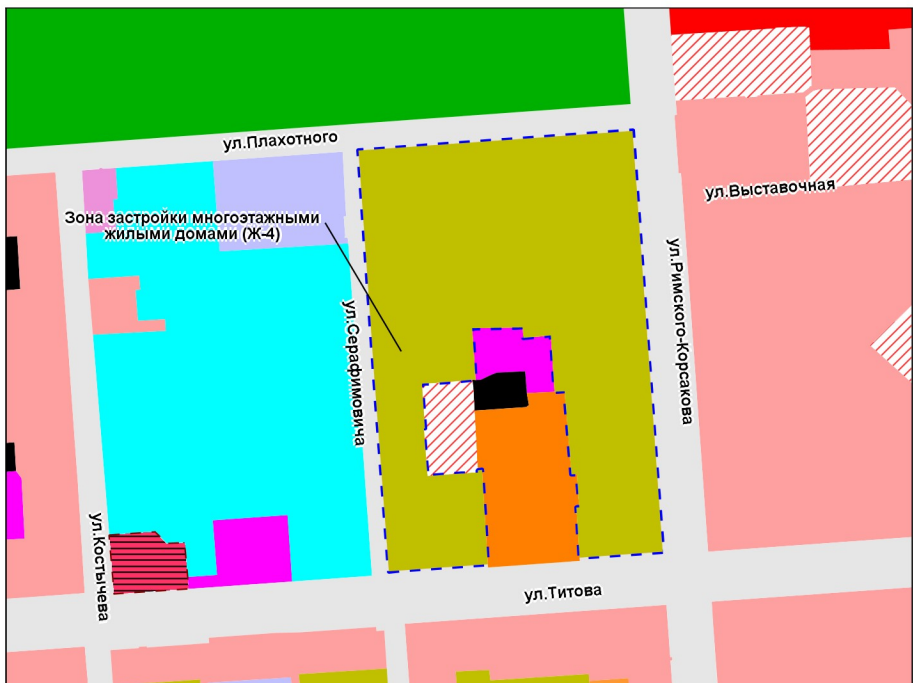 ул.Плахотного
ул.Выставочная
Зона застройки многоэтажными
жилыми домами (Ж-4)
ул.Серафимовича
ул.Римского-Корсакова
ул.Костычева
ул.Титова